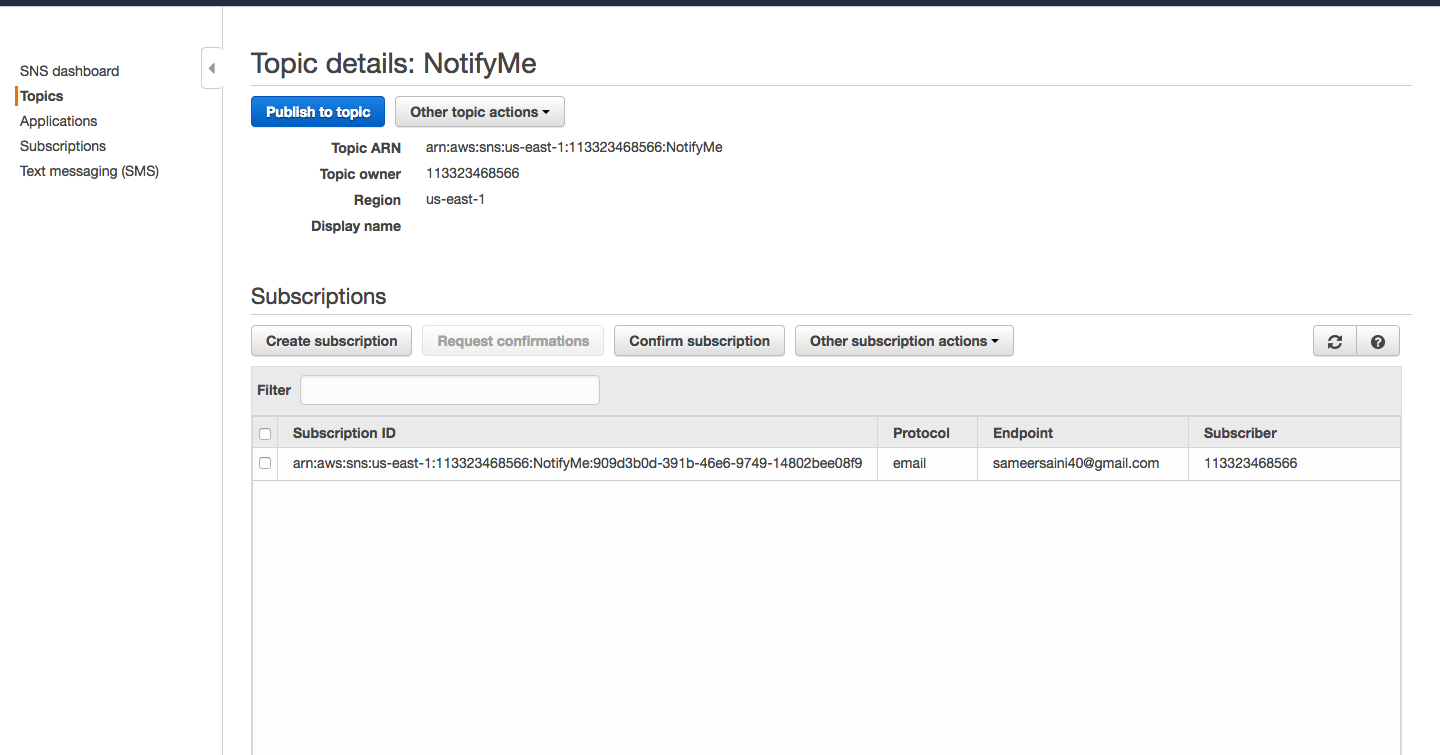 SNS dashboard
Topics
Applications
Subscriptions
Text messaging (SMS)
Topic details: NotifyMe
Publish to topic Other topic actions
Topic ARN arn:aws:sns:us-east-1:113323468566:NotifyMe
Topic owner 113323468566
Region us-east-1
Display name
Subscriptions
Create subscription Request confirmations Confirm subscription Other subscription actions
Filter
Subscription ID Protocol Endpoint Subscriber
arn:aws:sns:us-east-1:113323468566:NotifyMe:909d3b0d-391b-46e6-9749-14802bee08f9 email sameersaini40@gmail.com 113323468566